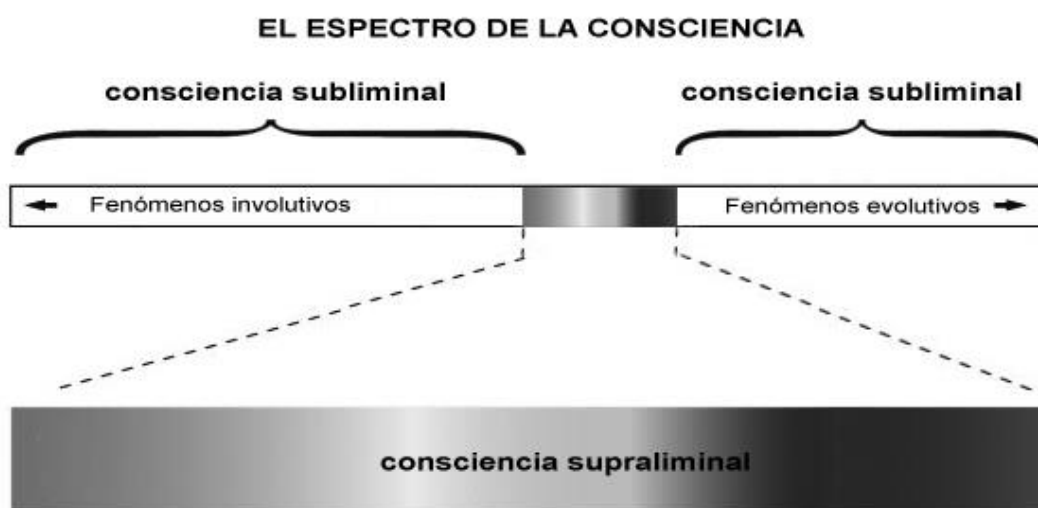 EL ESPECTRO DE LA CONSCIENCIA
consciencia subliminal
consciencia subliminal
Fenómenos involutivos
Fenómenos evolutivos
consciencia supraliminal